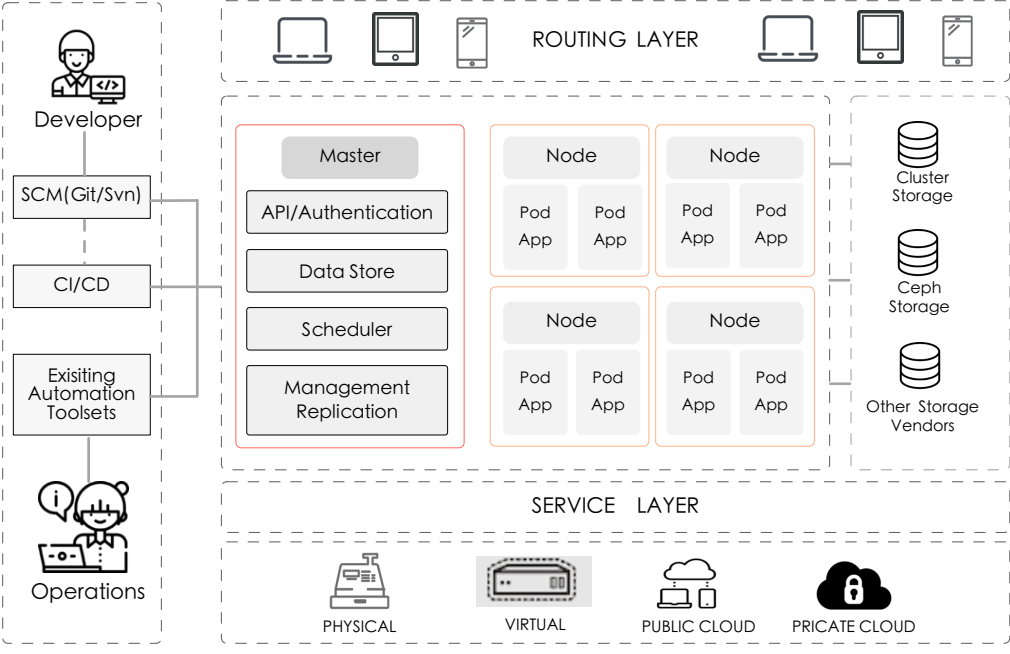 ROUTING LAYER
Developer
SCM(Git/Svn)
CI/CD
Exisiting
Automation
Toolsets
Operations
Master
API/Authentication
Data Store
Scheduler
Management
Replication
Node
Pod
App
Pod
App
Node
Pod
App
Pod
App
Node
Pod
App
Pod
App
Node
Pod
App
Pod
App
Cluster
Storage
Ceph
Storage
Other Storage
Vendors
SERVICE LAYER
PHYSICAL
VIRTUAL
PUBLIC CLOUD
PRICATE CLOUD